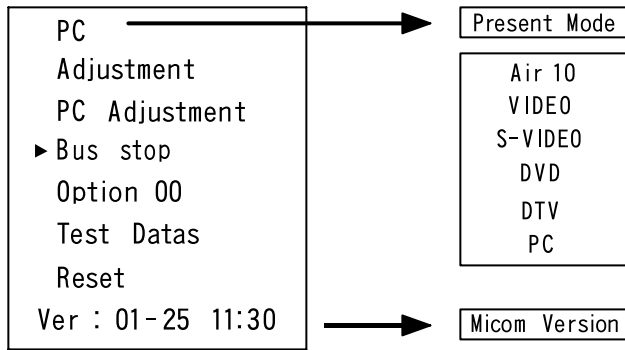 PC
Adjustment
PC Adjustment
▶ Bus stop
Option 00
Test Datas
Reset
Ver : 01-25 11:30
Present Mode
Air 10
VIDEO
S-VIDEO
DVD
DTV
PC
Micom Version